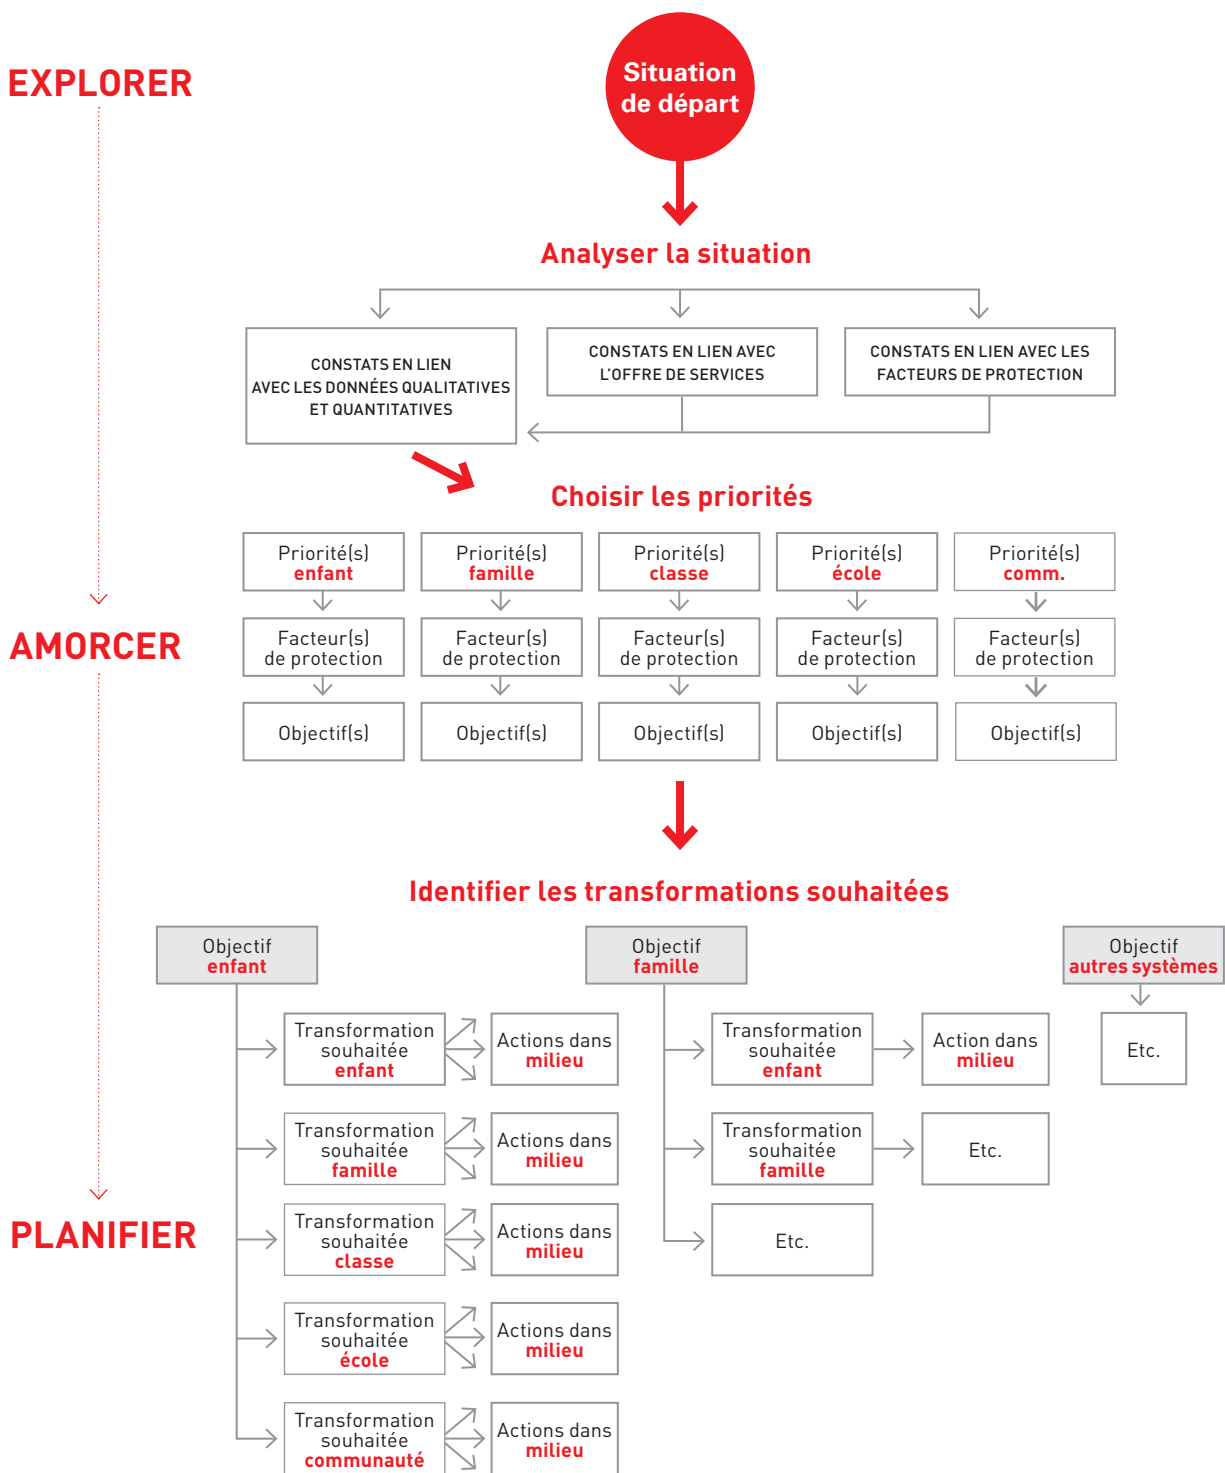 EXPLORER
Situation
de départ
Analyser la situation
CONSTATS EN LIEN
AVEC LES DONNÉES QUALITATIVES
ET QUANTITATIVES
CONSTATS EN LIEN AVEC
L'OFFRE DE SERVICES
CONSTATS EN LIEN AVEC LES
FACTEURS DE PROTECTION
Choisir les priorités
Priorité(s)
enfant
Priorité(s)
famille
Priorité(s)
classe
Priorité(s)
école
Priorité(s)
comm.
AMORCER
Facteur(s)
de protection
Facteur(s)
de protection
Facteur(s)
de protection
Facteur(s)
de protection
Facteur(s)
de protection
Objectif(s)
Objectif(s)
Objectif(s)
Objectif(s)
Objectif(s)
Identifier les transformations souhaitées
Objectif
enfant
Objectif
famille
Objectif
autres systèmes
Transformation
souhaitée
enfant
Actions dans
milieu
Transformation
souhaitée
enfant
Action dans
milieu
Etc.
Transformation
souhaitée
famille
Actions dans
milieu
Transformation
souhaitée
famille
Etc.
PLANIFIER
Transformation
souhaitée
classe
Actions dans
milieu
Etc.
Transformation
souhaitée
école
Actions dans
milieu
Transformation
souhaitée
communauté
Actions dans
milieu